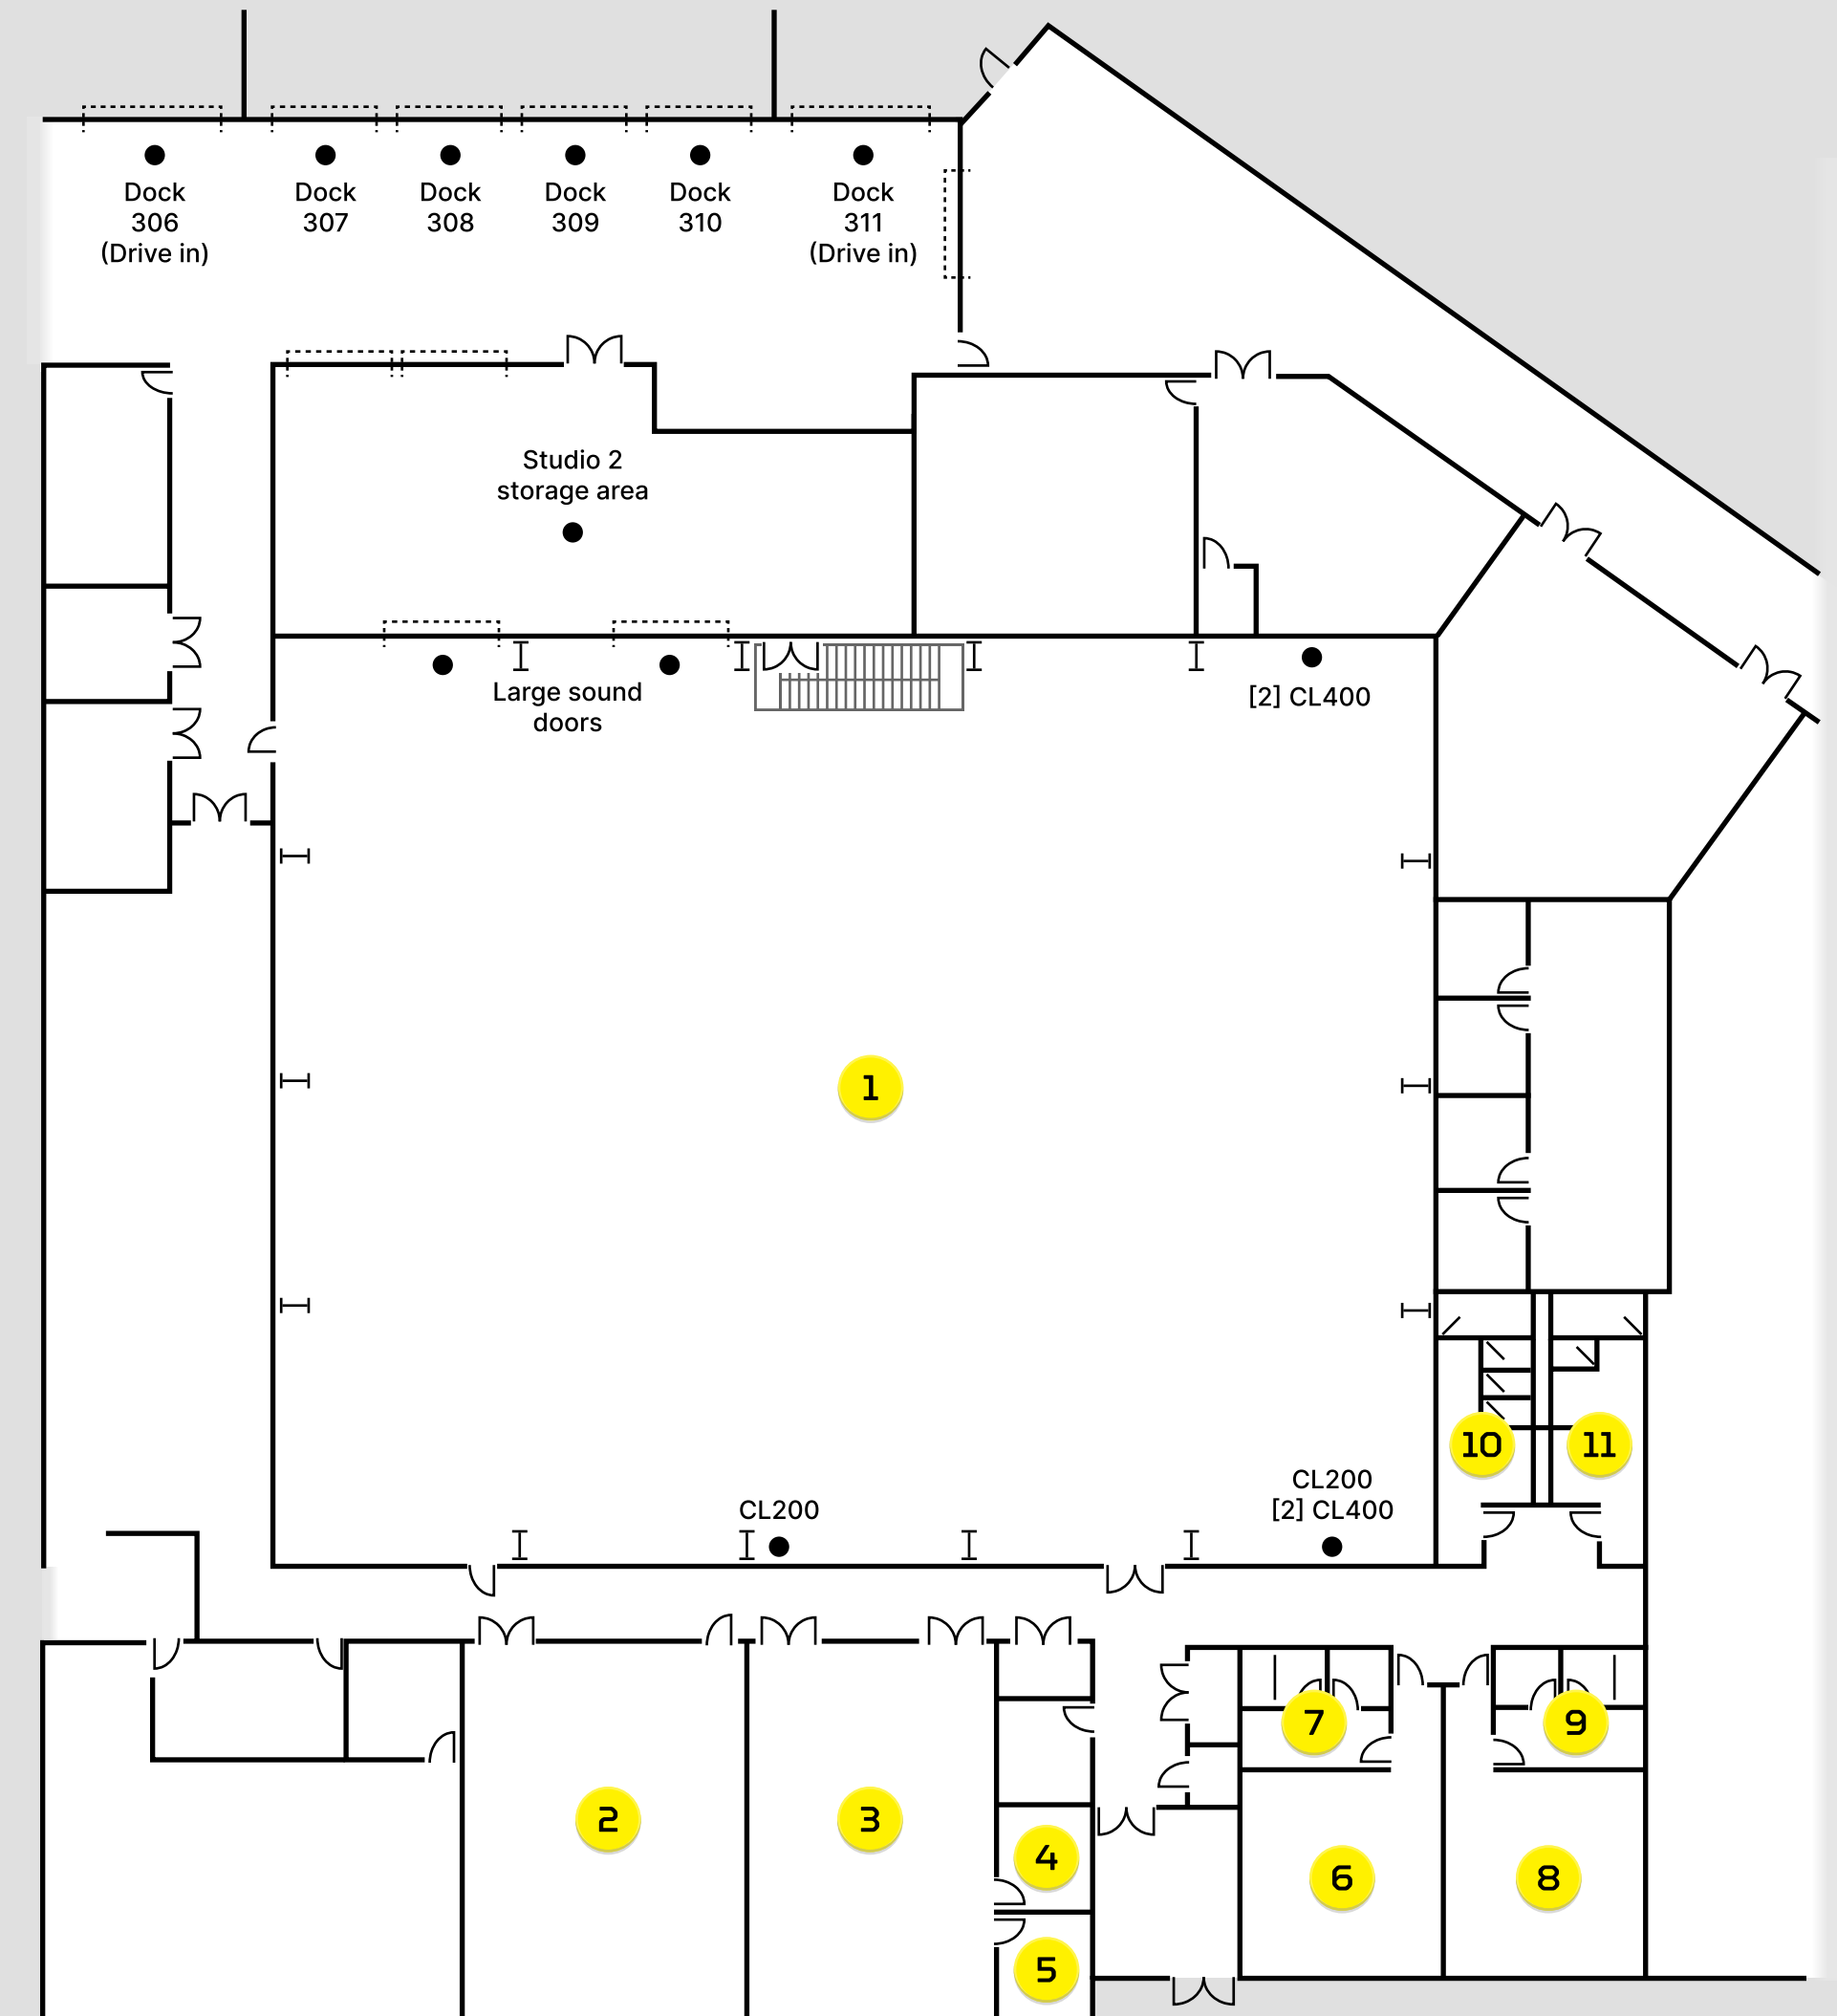 Dock
306
(Drive in)
Dock
307
Dock
308
Dock
309
Dock
310
Dock
311
(Drive in)
Studio 2
storage area
Large sound
doors
[2] CL400
1
10
11
CL200
CL200
[2] CL400
7
9
2
3
4
6
8
5